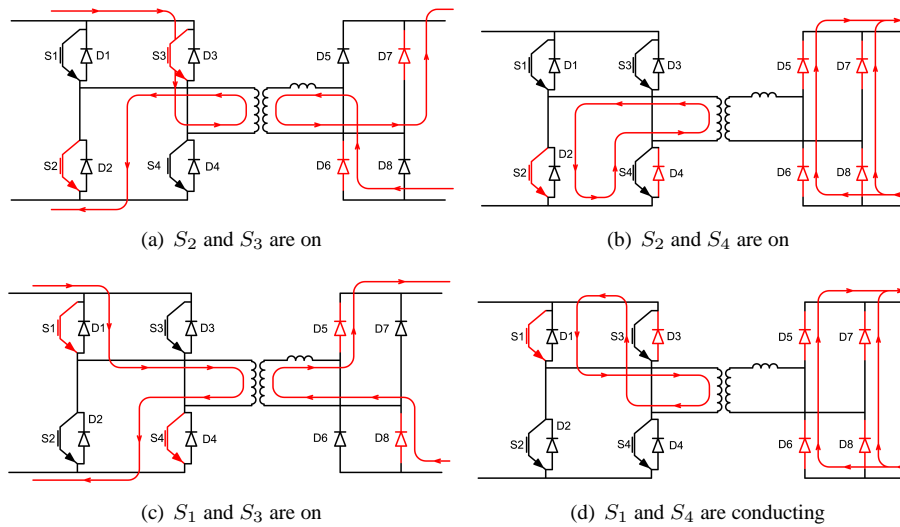 S1 D1 S3 D3 D5 D7
S2 D2 S4 D4 D6 D8
(a) S₂ and S₃ are on
S1 D1 S3 D3 D5 D7
S2 D2 S4 D4 D6 D8
(b) S₂ and S₄ are on
S1 D1 S3 D3 D5 D7
S2 D2 S4 D4 D6 D8
(c) S₁ and S₃ are on
S1 D1 S3 D3 D5 D7
S2 D2 S4 D4 D6 D8
(d) S₁ and S₄ are conducting